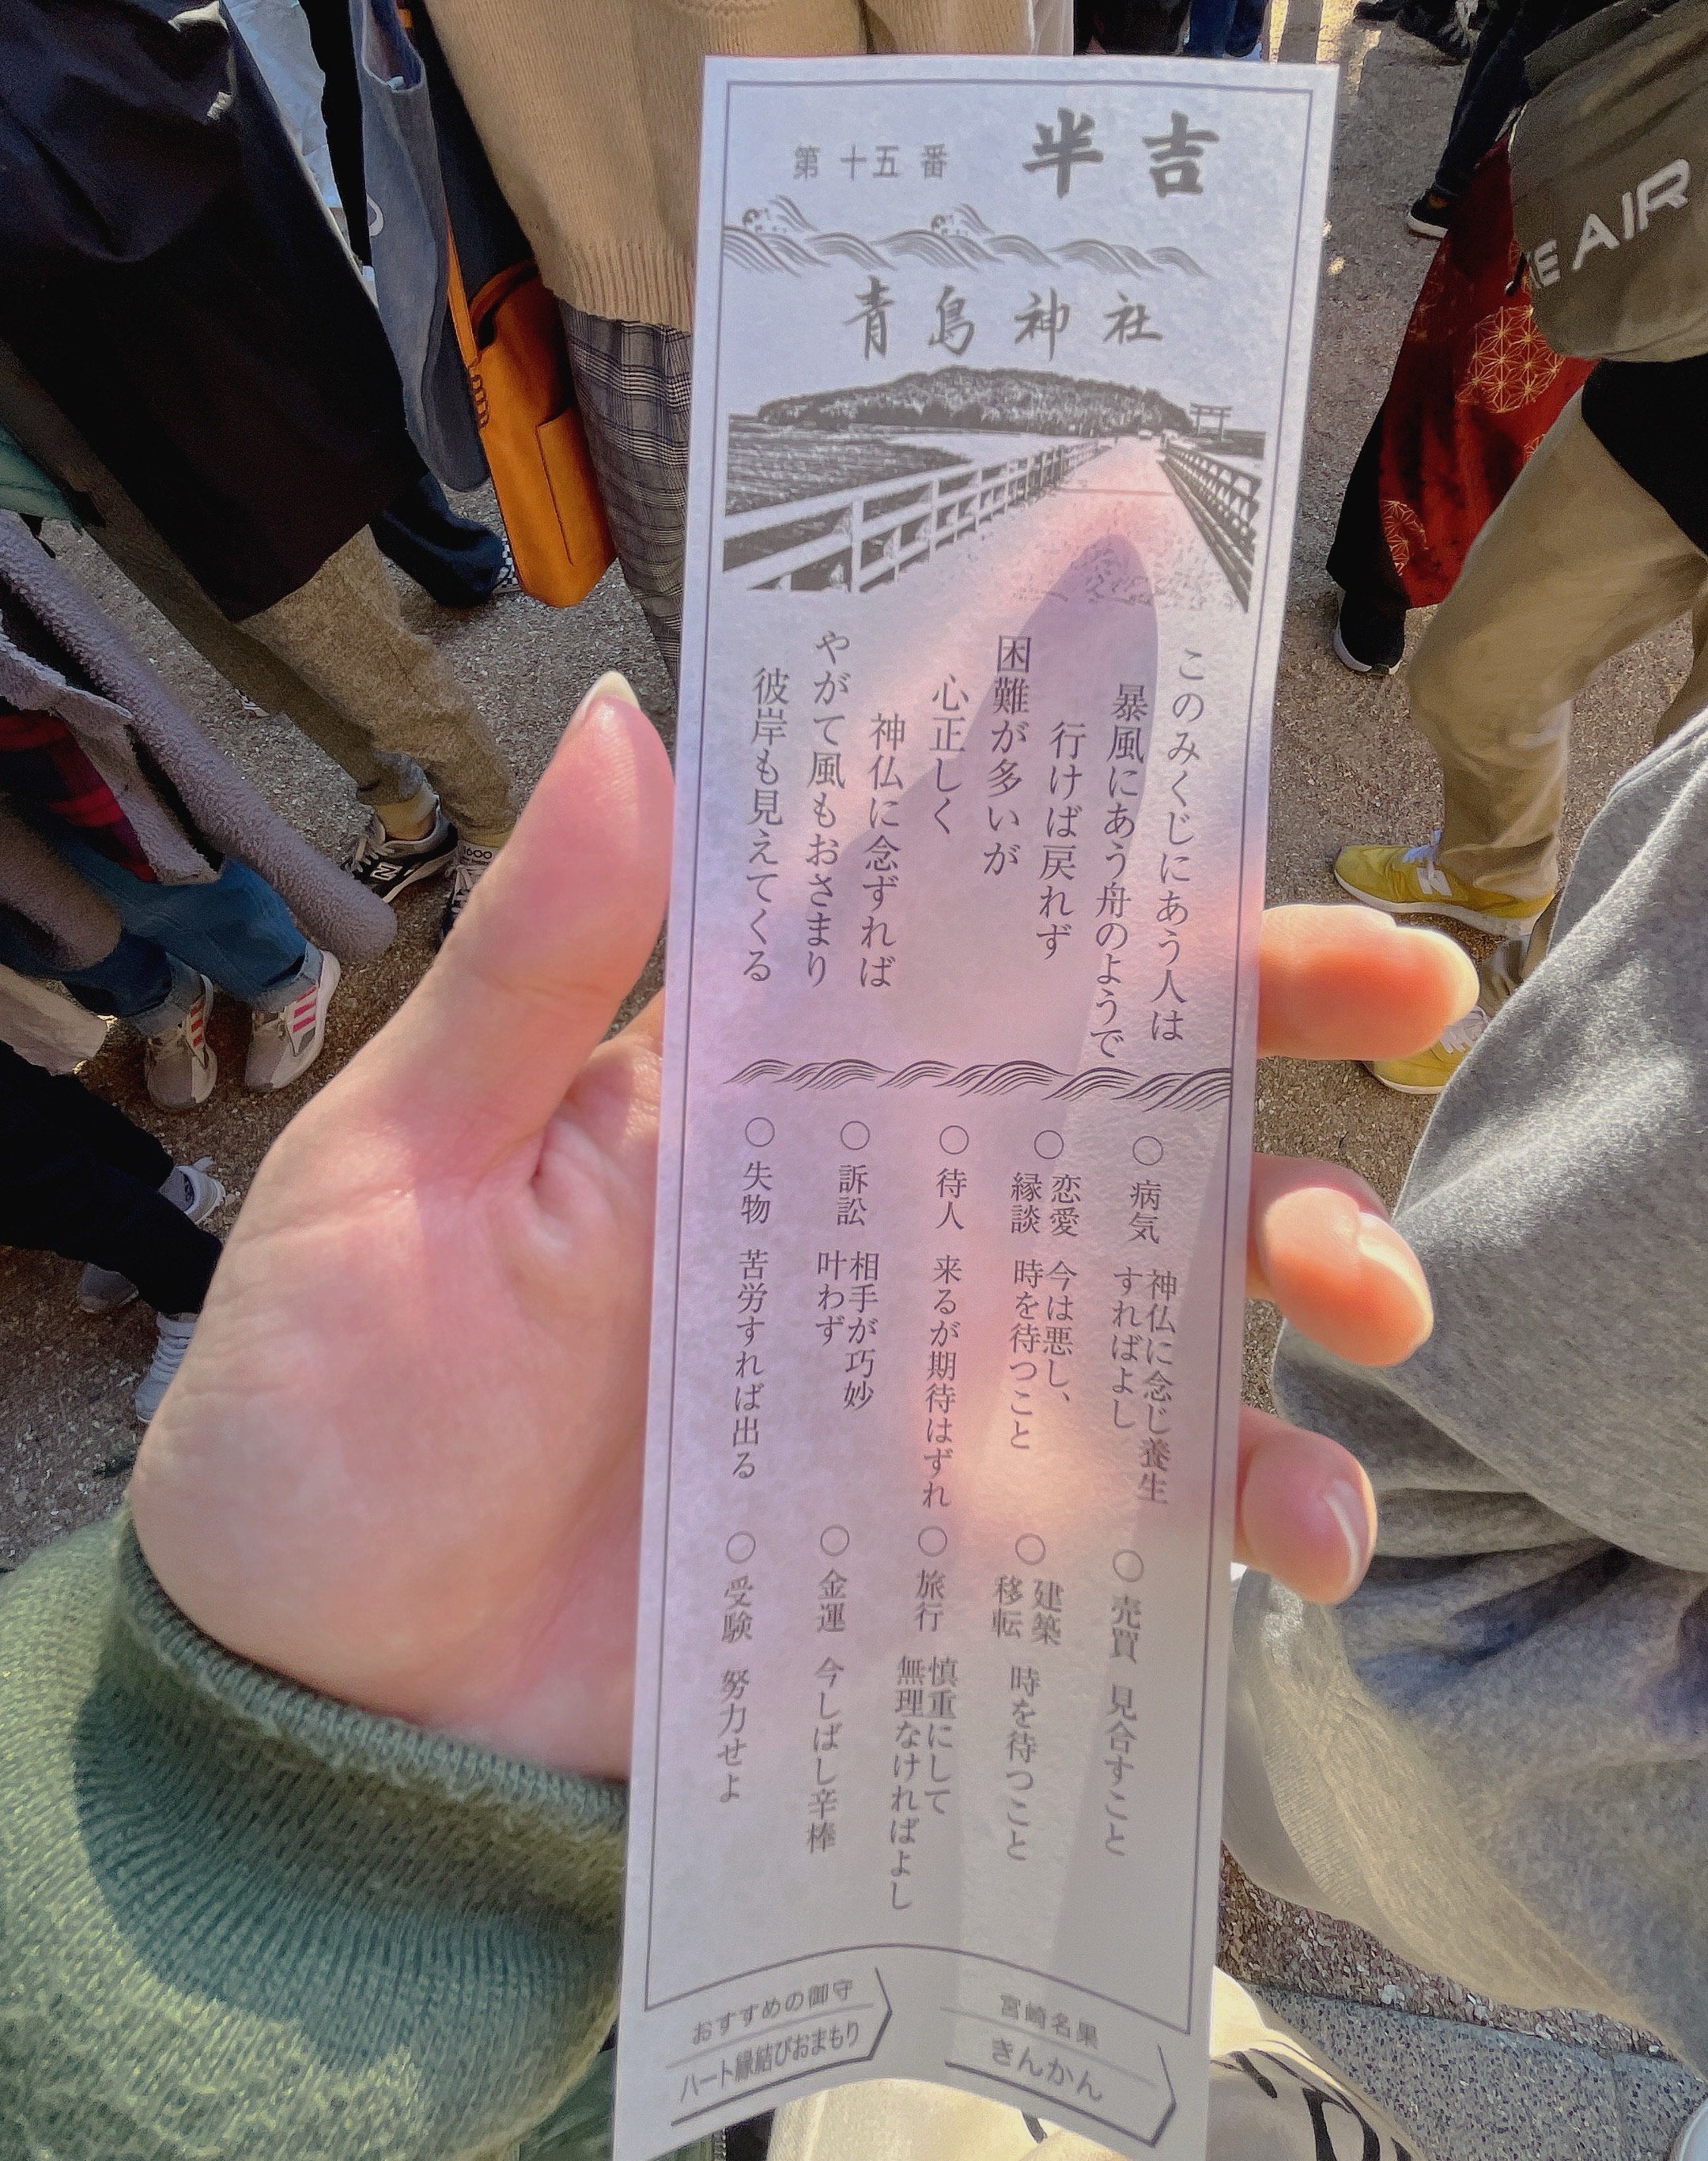 第十五番
半吉
青島神社
このみくじにあう人は
暴風にあう舟のようで
行けば戻れず
困難が多いが
心正しく
神仏に念ずれば
やがて風もおさまり
彼岸も見えてくる
○病気
神仏に念じ養生
すればよし
○恋愛
縁談
今は悪し、
時を待つこと
○待人
来るが期待はずれ
○訴訟
相手が巧妙
叶わず
○失物
苦労すれば出る
○売買
見合すこと
○建築
移転
時を待つこと
○旅行
慎重にして
無理なければよし
○金運
今しばし辛棒
○受験
努力せよ
おすすめの御守
ハート縁結びおまもり
宮崎名菓
きんかん
E AIR
N
N
1600